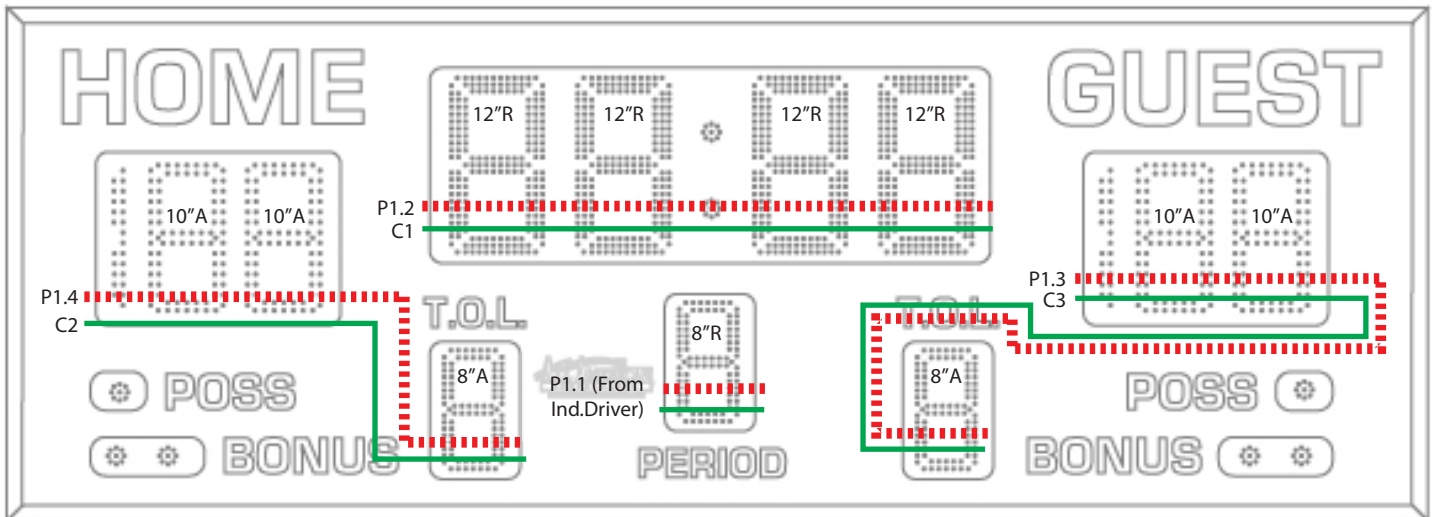 HOME
GUEST
12"R 12"R 12"R 12"R
10"A 10"A
10"A 10"A
P1.2
C1
P1.3
C3
P1.4
C2
T.O.L.
T.O.L.
8"R
8"A
8"A
P1.1 (From
Ind.Driver)
POSS
POSS
BONUS
PERIOD
BONUS